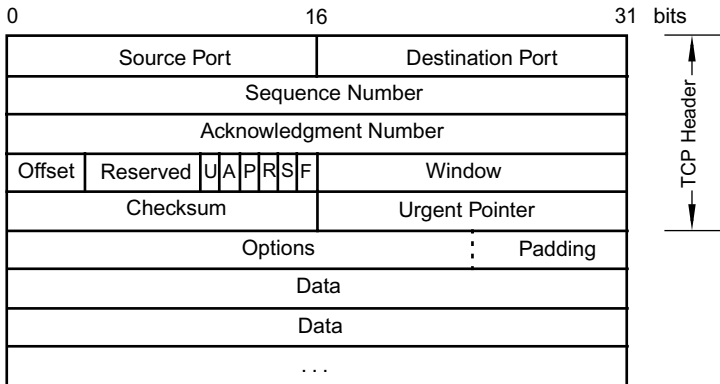 0 16 31 bits
Source Port Destination Port
Sequence Number
Acknowledgment Number
Offset Reserved U A P R S F Window
Checksum Urgent Pointer
Options Padding
Data
Data
. . .
TCP Header